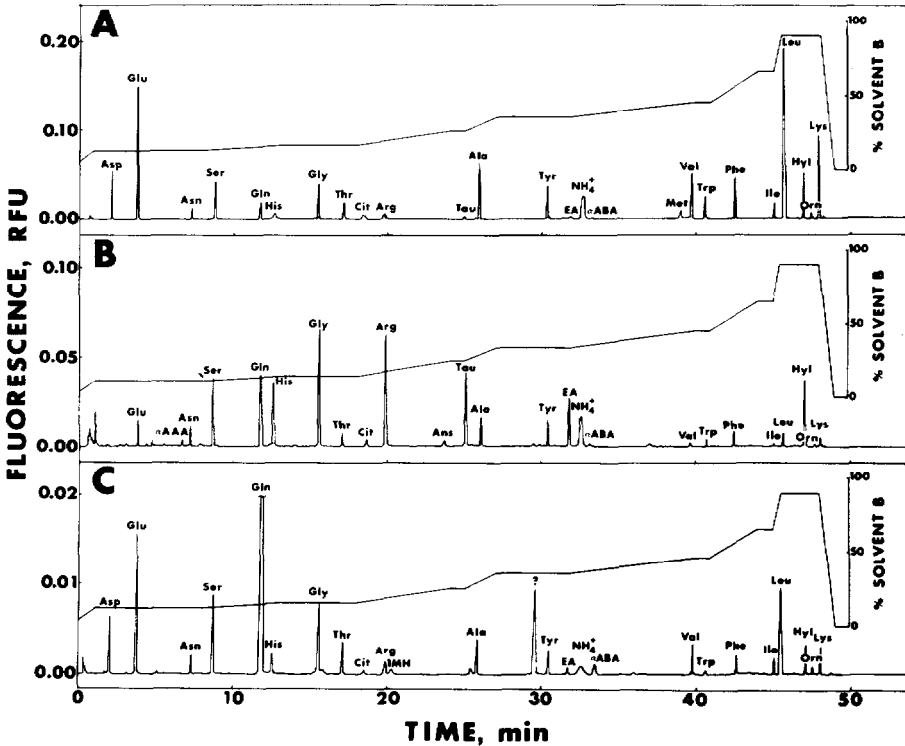 A
0.20
0.10
0.00
Asp
Glu
Asn
Ser
Gln
His
Gly
Thr
Cit
Arg
Tau
Ala
Tyr
EA
NH4+
αABA
Met
Val
Trp
Phe
Ile
Leu
Hyl
Orn
Lys
100
50
0
% SOLVENT B
B
0.10
0.05
0.00
Glu
αAAA
Asn
Ser
Gln
His
Gly
Thr
Cit
Arg
Ans
Tau
Ala
Tyr
EA
NH4+
αABA
Val
Trp
Phe
Ile
Leu
Hyl
Orn
Lys
100
50
0
% SOLVENT B
C
0.02
0.01
0.00
Asp
Glu
Asn
Ser
Gln
His
Gly
Thr
Cit
Arg
1MH
Ala
?
Tyr
EA
NH4+
αABA
Val
Trp
Phe
Ile
Leu
Hyl
Orn
Lys
100
50
0
% SOLVENT B
FLUORESCENCE, RFU
0 10 20 30 40 50
TIME, min